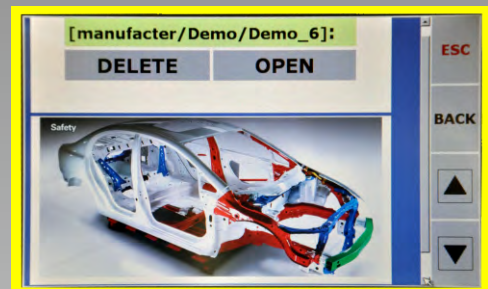 [manufacter/Demo/Demo_6]:
DELETE OPEN
ESC
BACK
Safety